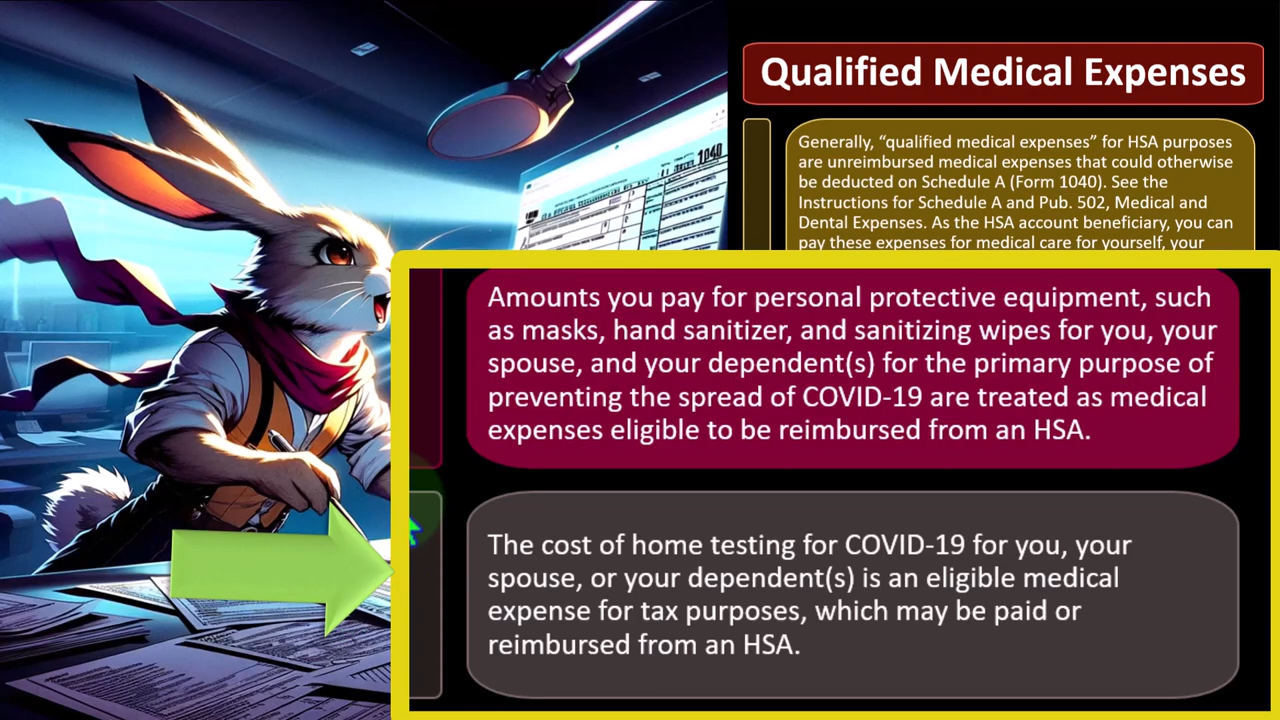 Qualified Medical Expenses
Generally, “qualified medical expenses” for HSA purposes
are unreimbursed medical expenses that could otherwise
be deducted on Schedule A (Form 1040). See the
Instructions for Schedule A and Pub. 502, Medical and
Dental Expenses. As the HSA account beneficiary, you can
pay these expenses for medical care for yourself, your
1040
Amounts you pay for personal protective equipment, such
as masks, hand sanitizer, and sanitizing wipes for you, your
spouse, and your dependent(s) for the primary purpose of
preventing the spread of COVID-19 are treated as medical
expenses eligible to be reimbursed from an HSA.
The cost of home testing for COVID-19 for you, your
spouse, or your dependent(s) is an eligible medical
expense for tax purposes, which may be paid or
reimbursed from an HSA.